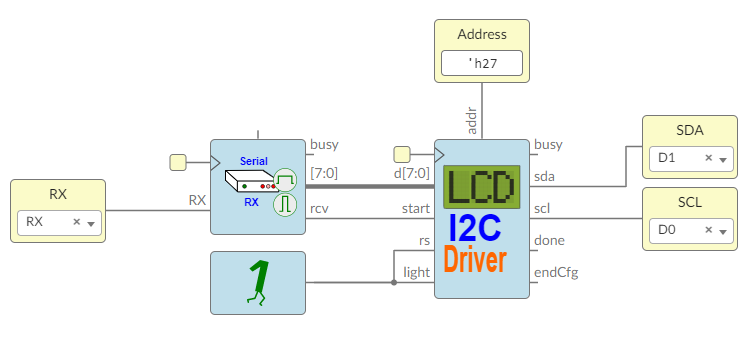 Address
'h27
addr
SDA
D1
busy
busy
Serial
[7:0]
d[7:0]
LCD
sda
RX
RX
RX
RX
rcv
start
I2C
scl
SCL
D0
rs
Driver
done
1
light
endCfg